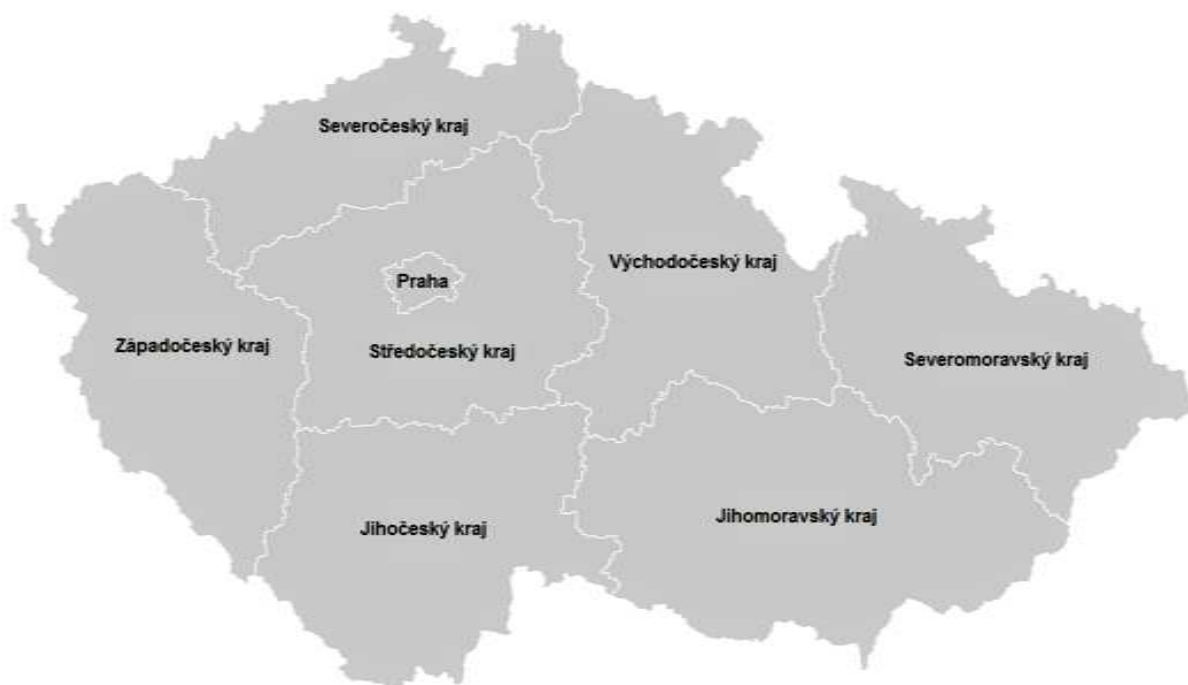 Severočeský kraj
Východočeský kraj
Praha
Západočeský kraj
Středočeský kraj
Severomoravský kraj
Jihomoravský kraj
Jihočeský kraj